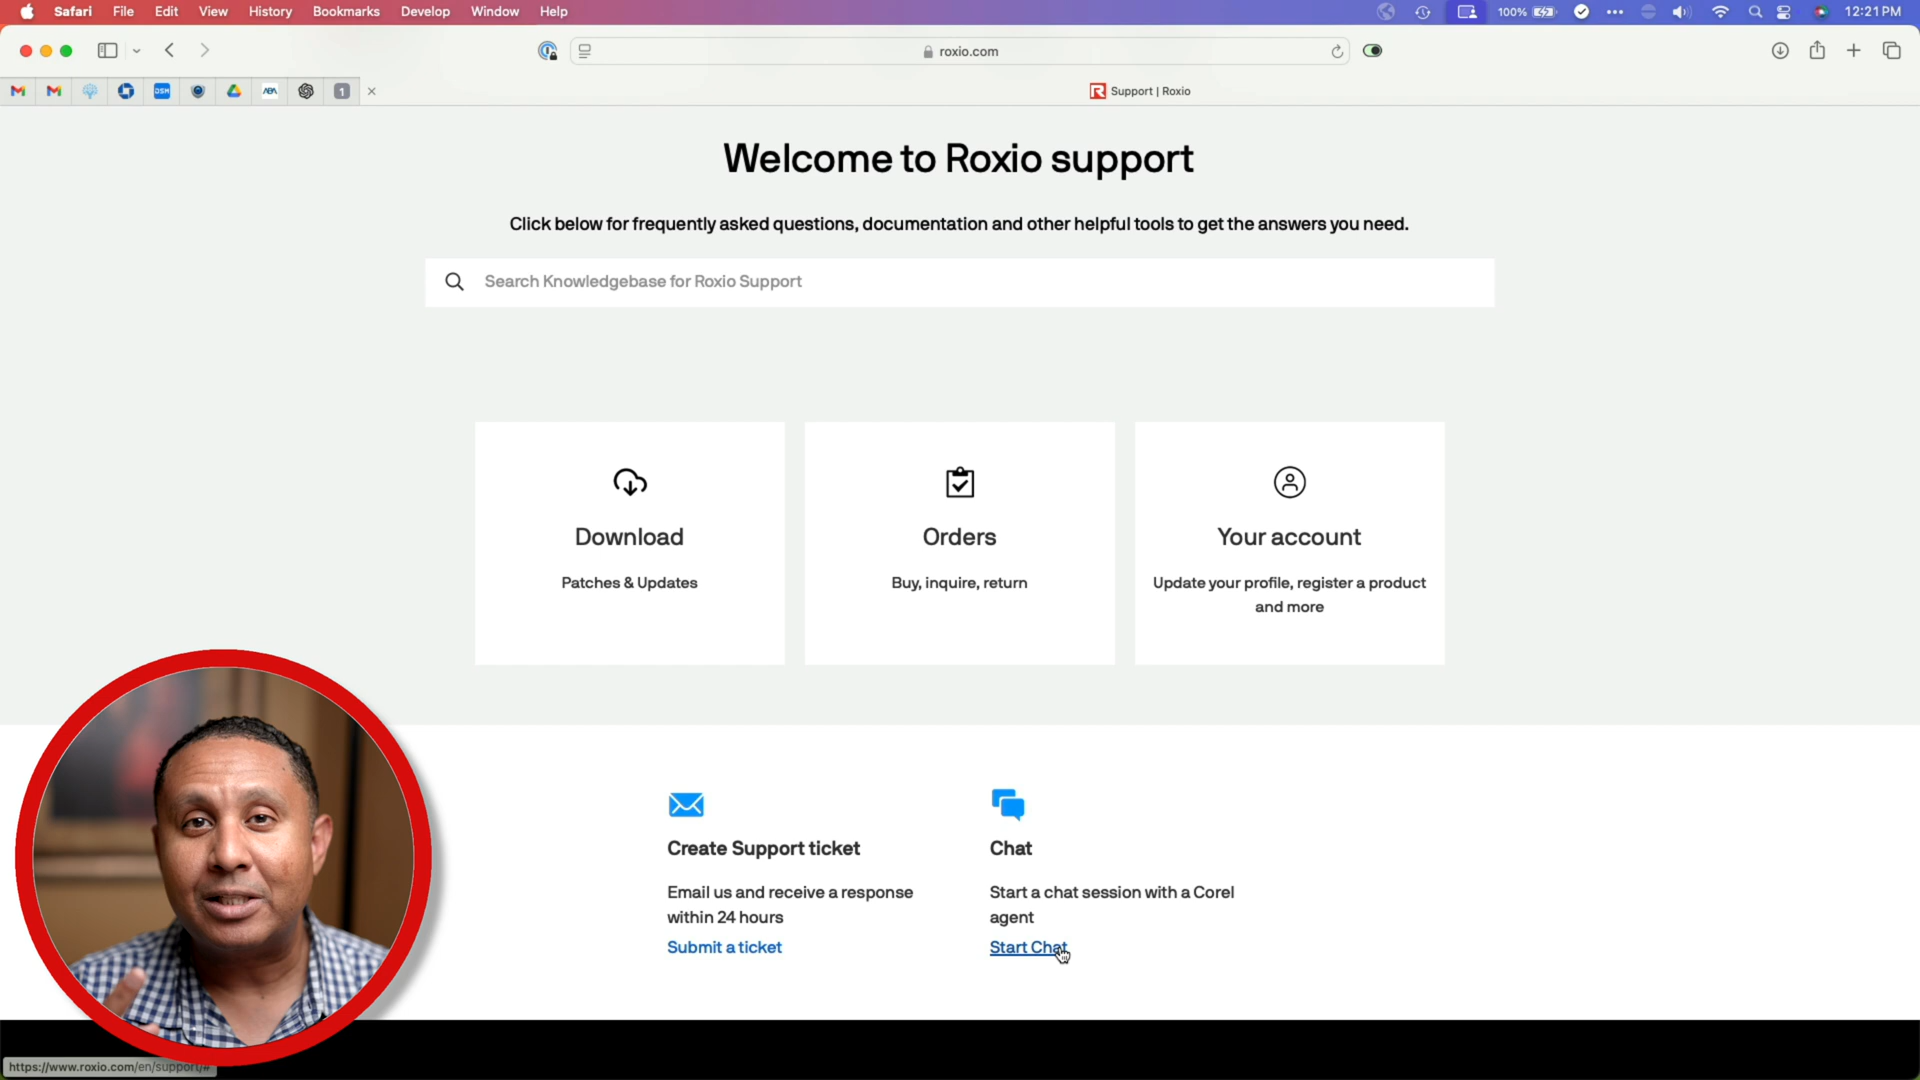 Safari File Edit View History Bookmarks Develop Window Help 100% 12:21 PM
roxio.com
DSM ABA 1 Support | Roxio
Welcome to Roxio support
Click below for frequently asked questions, documentation and other helpful tools to get the answers you need.
Search Knowledgebase for Roxio Support
Download
Patches & Updates
Orders
Buy, inquire, return
Your account
Update your profile, register a product
and more
Create Support ticket
Email us and receive a response
within 24 hours
Submit a ticket
Chat
Start a chat session with a Corel
agent
Start Chat
https://www.roxio.com/en/support/#